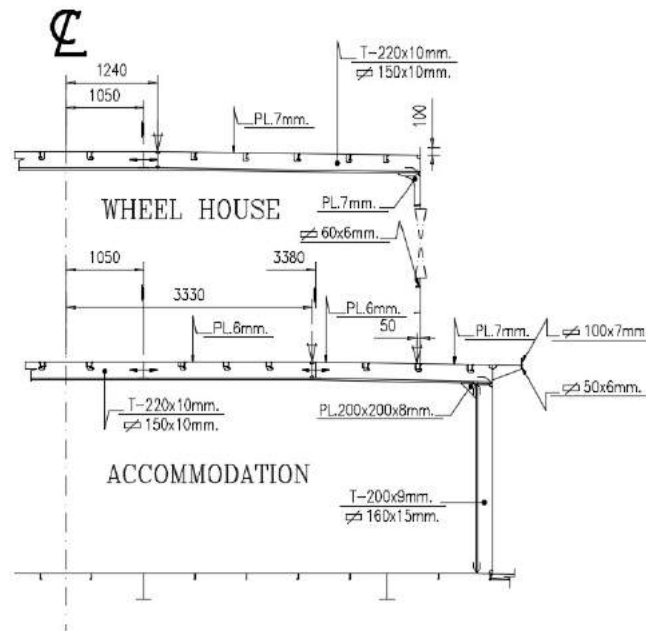 ℄
T-220x10mm.
⌭ 150x10mm.
1240
1050
PL.7mm.
100
WHEEL HOUSE
PL.7mm.
⌭ 60x6mm.
1050
3380
3330
PL.6mm.
PL.6mm.
50
PL.7mm.
⌭ 100x7mm
⌭ 50x6mm.
T-220x10mm.
⌭ 150x10mm.
PL.200x200x8mm.
ACCOMMODATION
T-200x9mm.
⌭ 160x15mm.